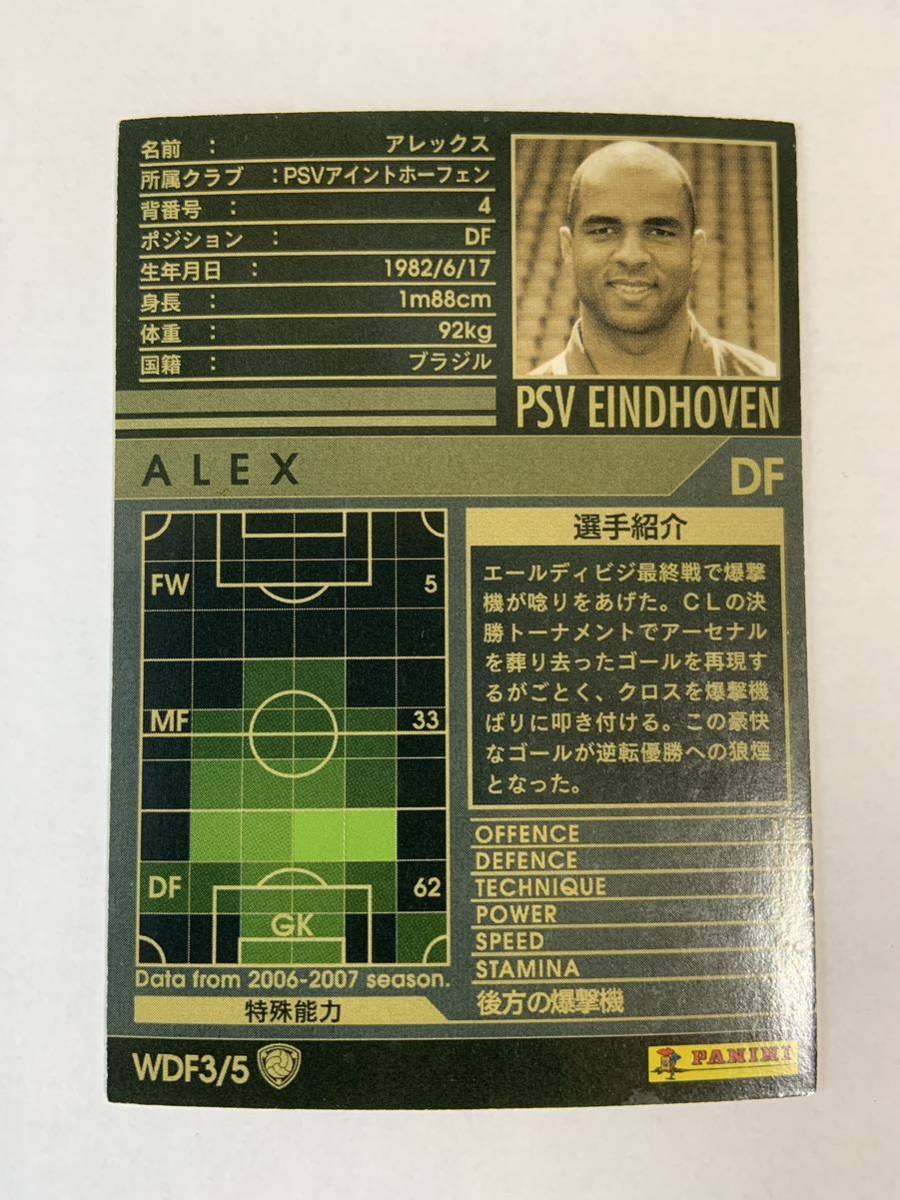 名前 : アレックス
所属クラブ :PSVアイントホーフェン
背番号 : 4
ポジション : DF
生年月日 : 1982/6/17
身長 : 1m88cm
体重 : 92kg
国籍 : ブラジル
PSV EINDHOVEN
ALEX
DF
FW 5
MF 33
DF 62
GK
Data from 2006-2007 season.
選手紹介
エールディビジ最終戦で爆撃
機が唸りをあげた。CLの決
勝トーナメントでアーセナル
を葬り去ったゴールを再現す
るがごとく、クロスを爆撃機
ばりに叩き付ける。この豪快
なゴールが逆転優勝への狼煙
となった。
OFFENCE
DEFENCE
TECHNIQUE
POWER
SPEED
STAMINA
特殊能力
後方の爆撃機
WDF3/5
PANINI